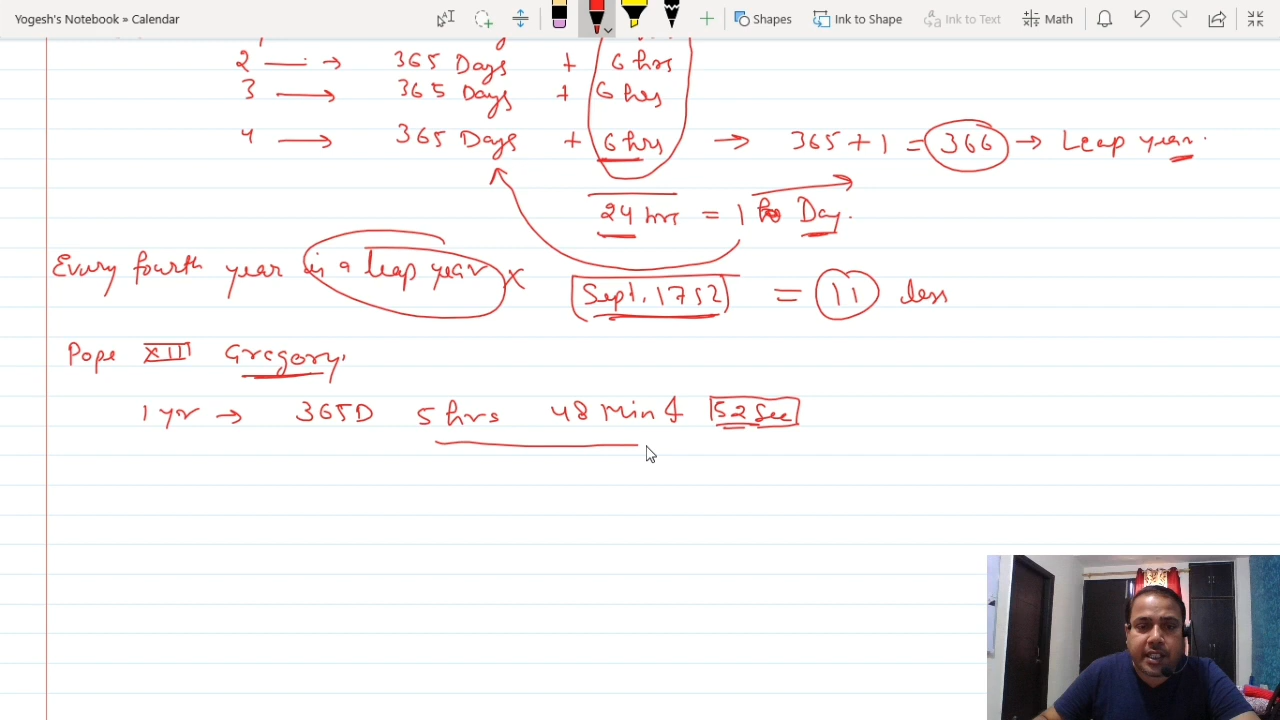 Yogesh's Notebook » Calendar Shapes Ink to Shape Ink to Text Math
2 → 365 Days + 6 hrs
3 → 365 Days + 6 hrs
4 → 365 Days + 6 hrs → 365 + 1 = 366 → Leap year.
24 hrs = 1 Day.
Every fourth year is a leap year × Sept. 1752 = 11 less
Pope XIII Gregory.
1 yr → 365D 5 hrs 48 Min & 52 Sec